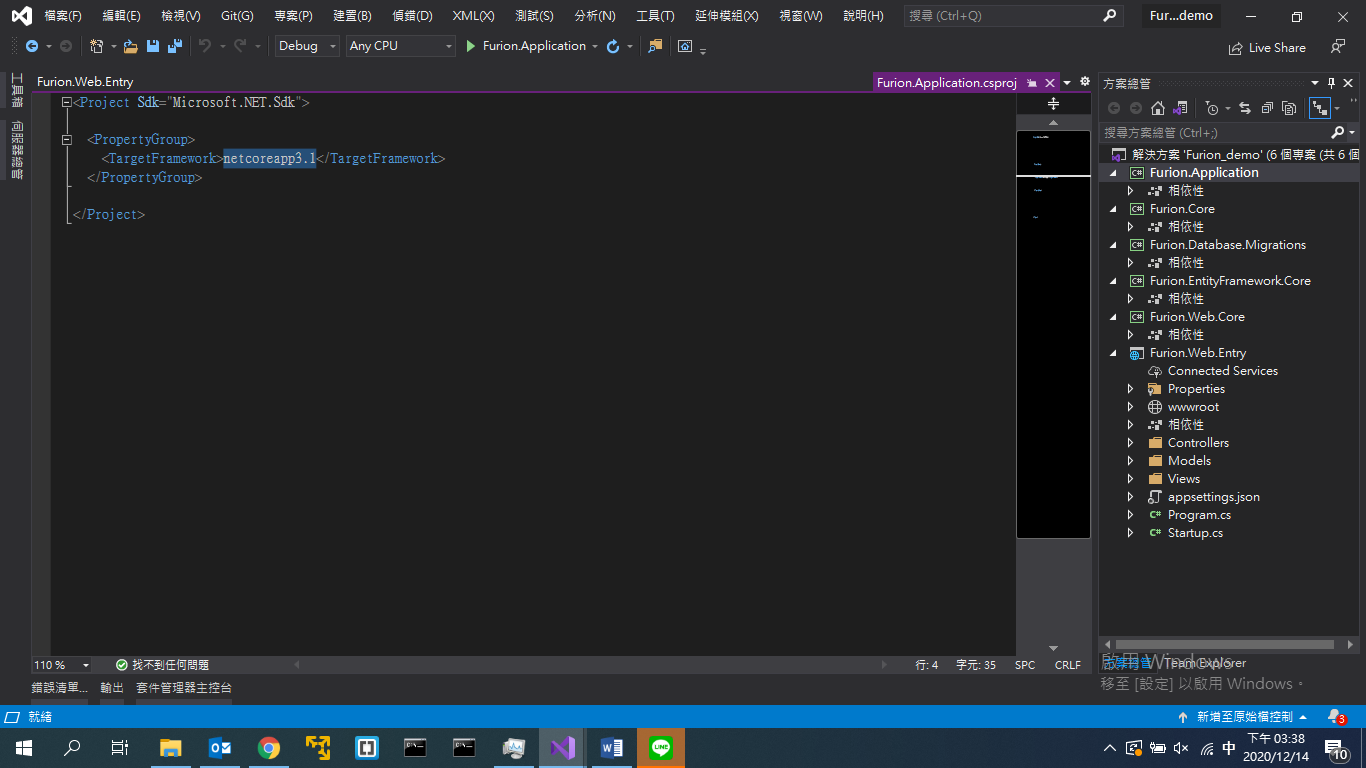 檔案(F) 編輯(E) 檢視(V) Git(G) 專案(P) 建置(B) 偵錯(D) XML(X) 測試(S) 分析(N) 工具(T) 延伸模組(X) 視窗(W) 說明(H) 搜尋 (Ctrl+Q) Fur...demo
Debug Any CPU Furion.Application Live Share
工具箱
伺服器總管
Furion.Web.Entry Furion.Application.csproj
<Project Sdk="Microsoft.NET.Sdk">
<PropertyGroup>
<TargetFramework>netcoreapp3.1</TargetFramework>
</PropertyGroup>
</Project>
110 % 找不到任何問題 行: 4 字元: 35 SPC CRLF
方案總管
搜尋方案總管 (Ctrl+;)
解決方案 'Furion_demo' (6 個專案 (共 6 個
Furion.Application
相依性
Furion.Core
相依性
Furion.Database.Migrations
相依性
Furion.EntityFramework.Core
相依性
Furion.Web.Core
相依性
Furion.Web.Entry
Connected Services
Properties
wwwroot
相依性
Controllers
Models
Views
appsettings.json
C# Program.cs
C# Startup.cs
Team Explorer
啟用 Windows
移至 [設定] 以啟用 Windows。
錯誤清單... 輸出 套件管理器主控台
就緒 新增至原始檔控制 3
中 下午 03:38
2020/12/14
10
LINE